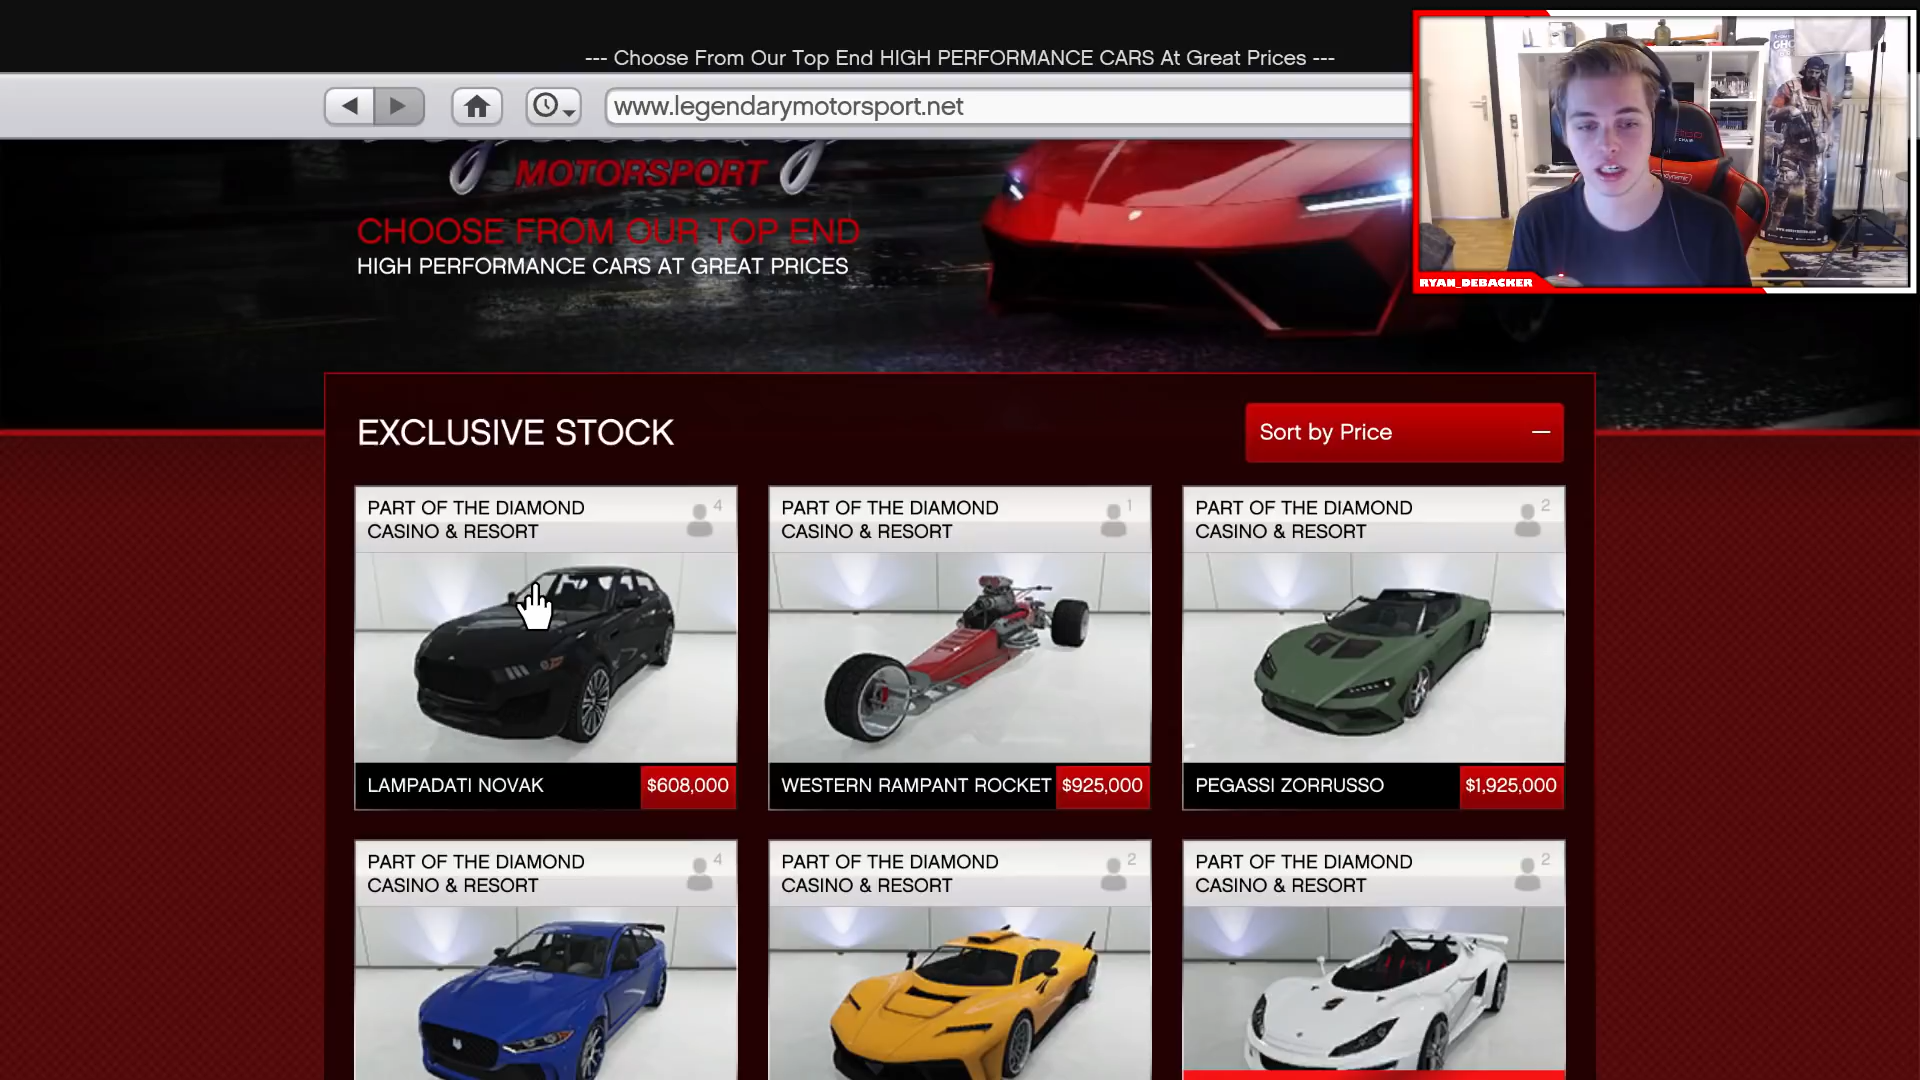 --- Choose From Our Top End HIGH PERFORMANCE CARS At Great Prices ---
www.legendarymotorsport.net
MOTORSPORT
CHOOSE FROM OUR TOP END
HIGH PERFORMANCE CARS AT GREAT PRICES
RYAN_DEBACKER
EXCLUSIVE STOCK
Sort by Price
PART OF THE DIAMOND
CASINO & RESORT
4
PART OF THE DIAMOND
CASINO & RESORT
1
PART OF THE DIAMOND
CASINO & RESORT
2
LAMPADATI NOVAK
$608,000
WESTERN RAMPANT ROCKET
$925,000
PEGASSI ZORRUSSO
$1,925,000
PART OF THE DIAMOND
CASINO & RESORT
4
PART OF THE DIAMOND
CASINO & RESORT
2
PART OF THE DIAMOND
CASINO & RESORT
2